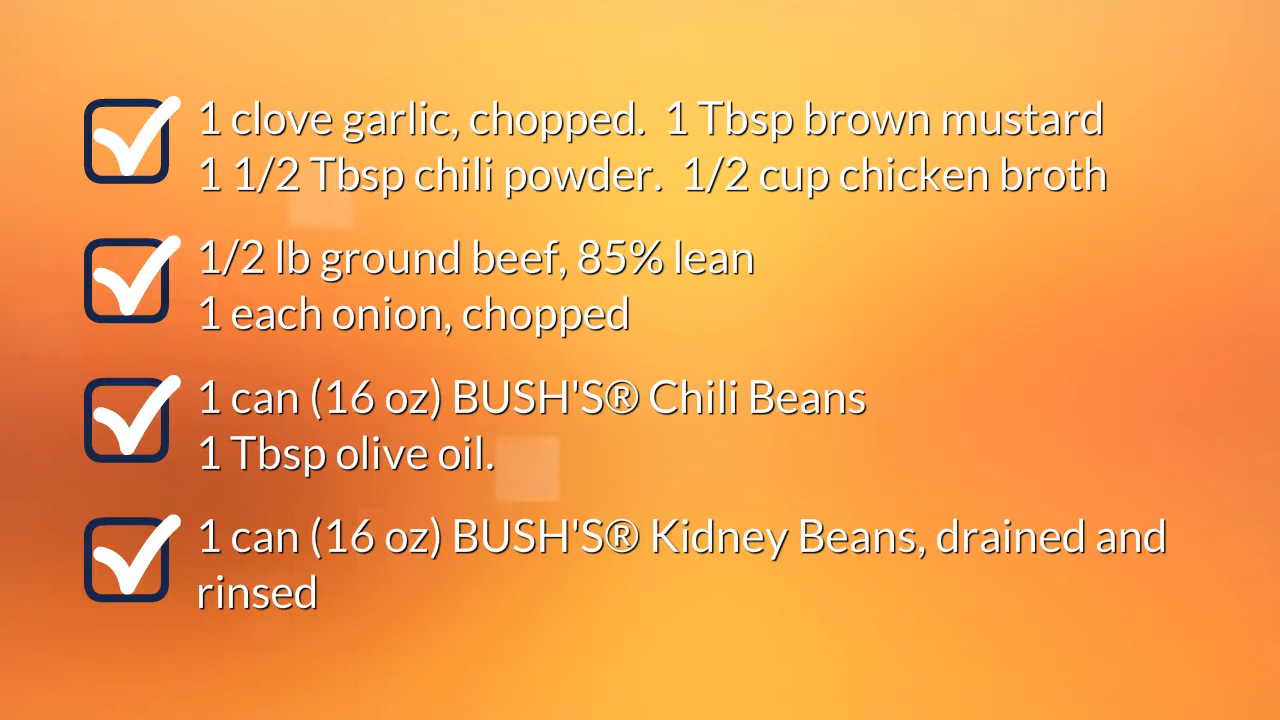 1 clove garlic, chopped.  1 Tbsp brown mustard
1 1/2 Tbsp chili powder.  1/2 cup chicken broth
1/2 lb ground beef, 85% lean
1 each onion, chopped
1 can (16 oz) BUSH'S® Chili Beans
1 Tbsp olive oil.
1 can (16 oz) BUSH'S® Kidney Beans, drained and
rinsed